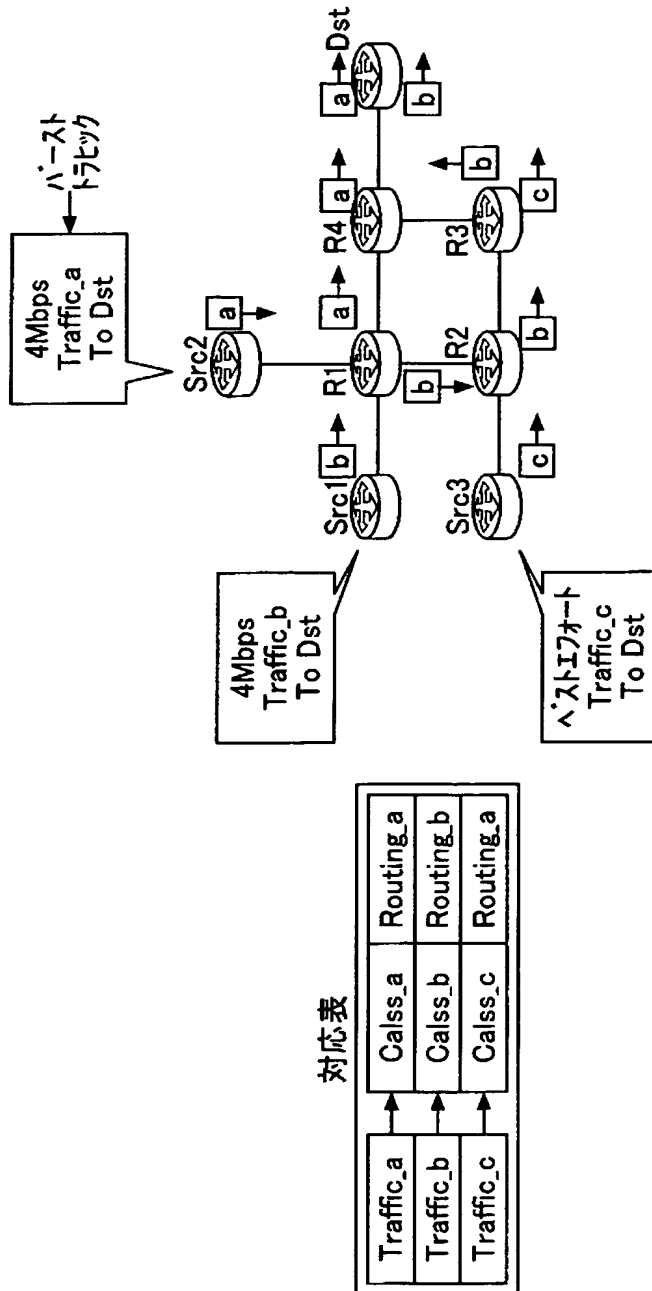 対応表
Traffic_a
Calss_a
Routing_a
Traffic_b
Calss_b
Routing_b
Traffic_c
Calss_c
Routing_a
4Mbps
Traffic_a
To Dst
バースト
トラヒック
4Mbps
Traffic_b
To Dst
ベストエフォート
Traffic_c
To Dst
Src2
a
Src1
b
R1
a
R4
a
Dst
a
b
b
b
Src3
c
R2
b
R3
c